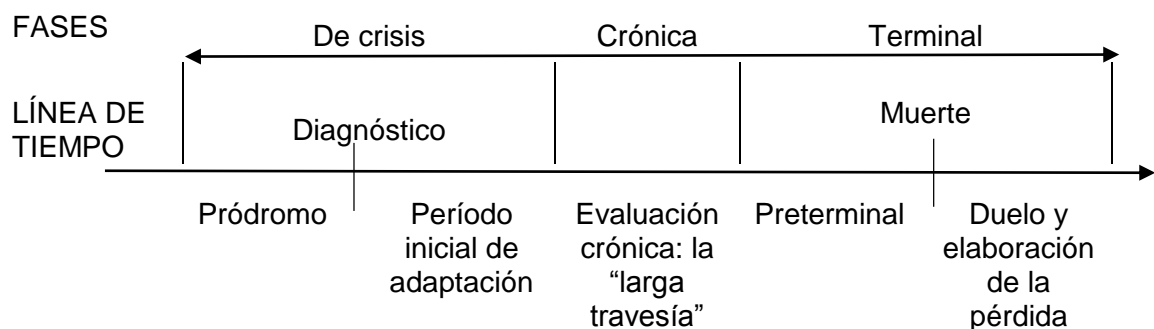 FASES
De crisis
Crónica
Terminal
LÍNEA DE
TIEMPO
Diagnóstico
Muerte
Pródromo
Período
inicial de
adaptación
Evaluación
crónica: la
“larga
travesía”
Preterminal
Duelo y
elaboración
de la
pérdida